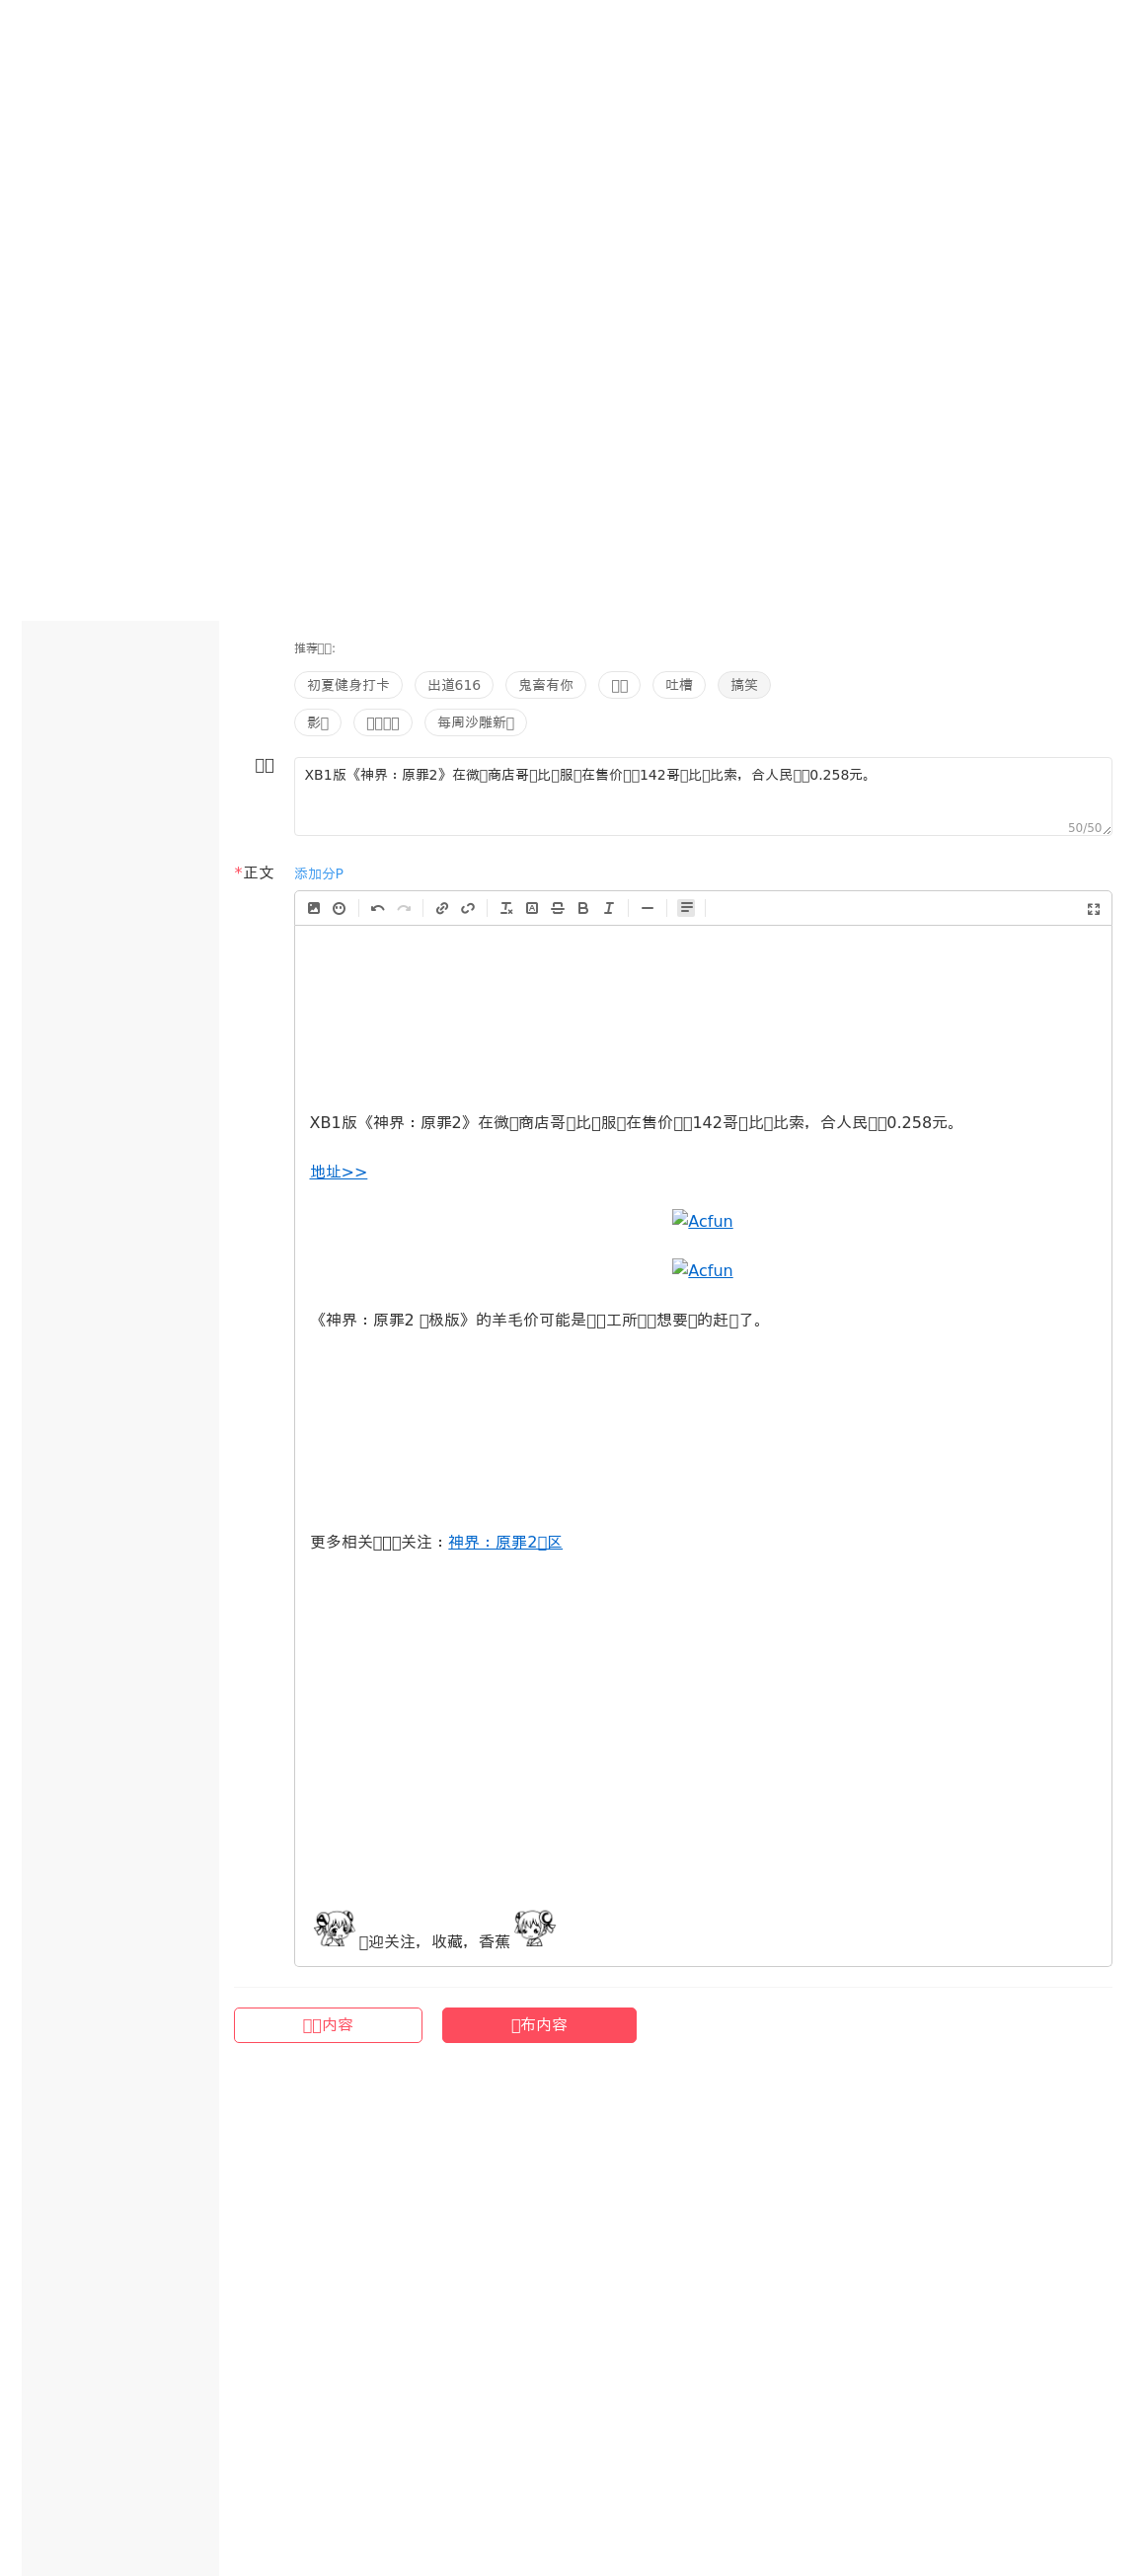 推荐:
初夏健身打卡 出道616 鬼畜有你 吐槽 搞笑
影 每周沙雕新
XB1版《神界：原罪2》在微商店哥比服在售价142哥比比索，合人民0.258元。
50/50
*正文 添加分P
XB1版《神界：原罪2》在微商店哥比服在售价142哥比比索，合人民0.258元。
地址>>
Acfun
Acfun
《神界：原罪2 极版》的羊毛价可能是工所想要的赶了。
更多相关关注：神界：原罪2区
迎关注，收藏，香蕉
内容 布内容